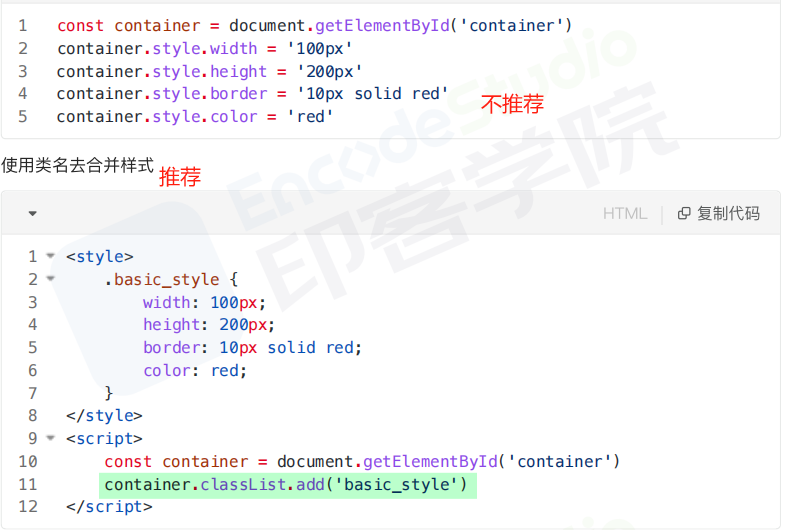 1 const container = document.getElementById('container')
2 container.style.width = '100px'
3 container.style.height = '200px'
4 container.style.border = '10px solid red'
不推荐
5 container.style.color = 'red'
使用类名去合并样式
推荐
HTML 复制代码
1 <style>
2 .basic_style {
3 width: 100px;
4 height: 200px;
5 border: 10px solid red;
6 color: red;
7 }
8 </style>
9 <script>
10 const container = document.getElementById('container')
11 container.classList.add('basic_style')
12 </script>
EncodeStudio
印客学院